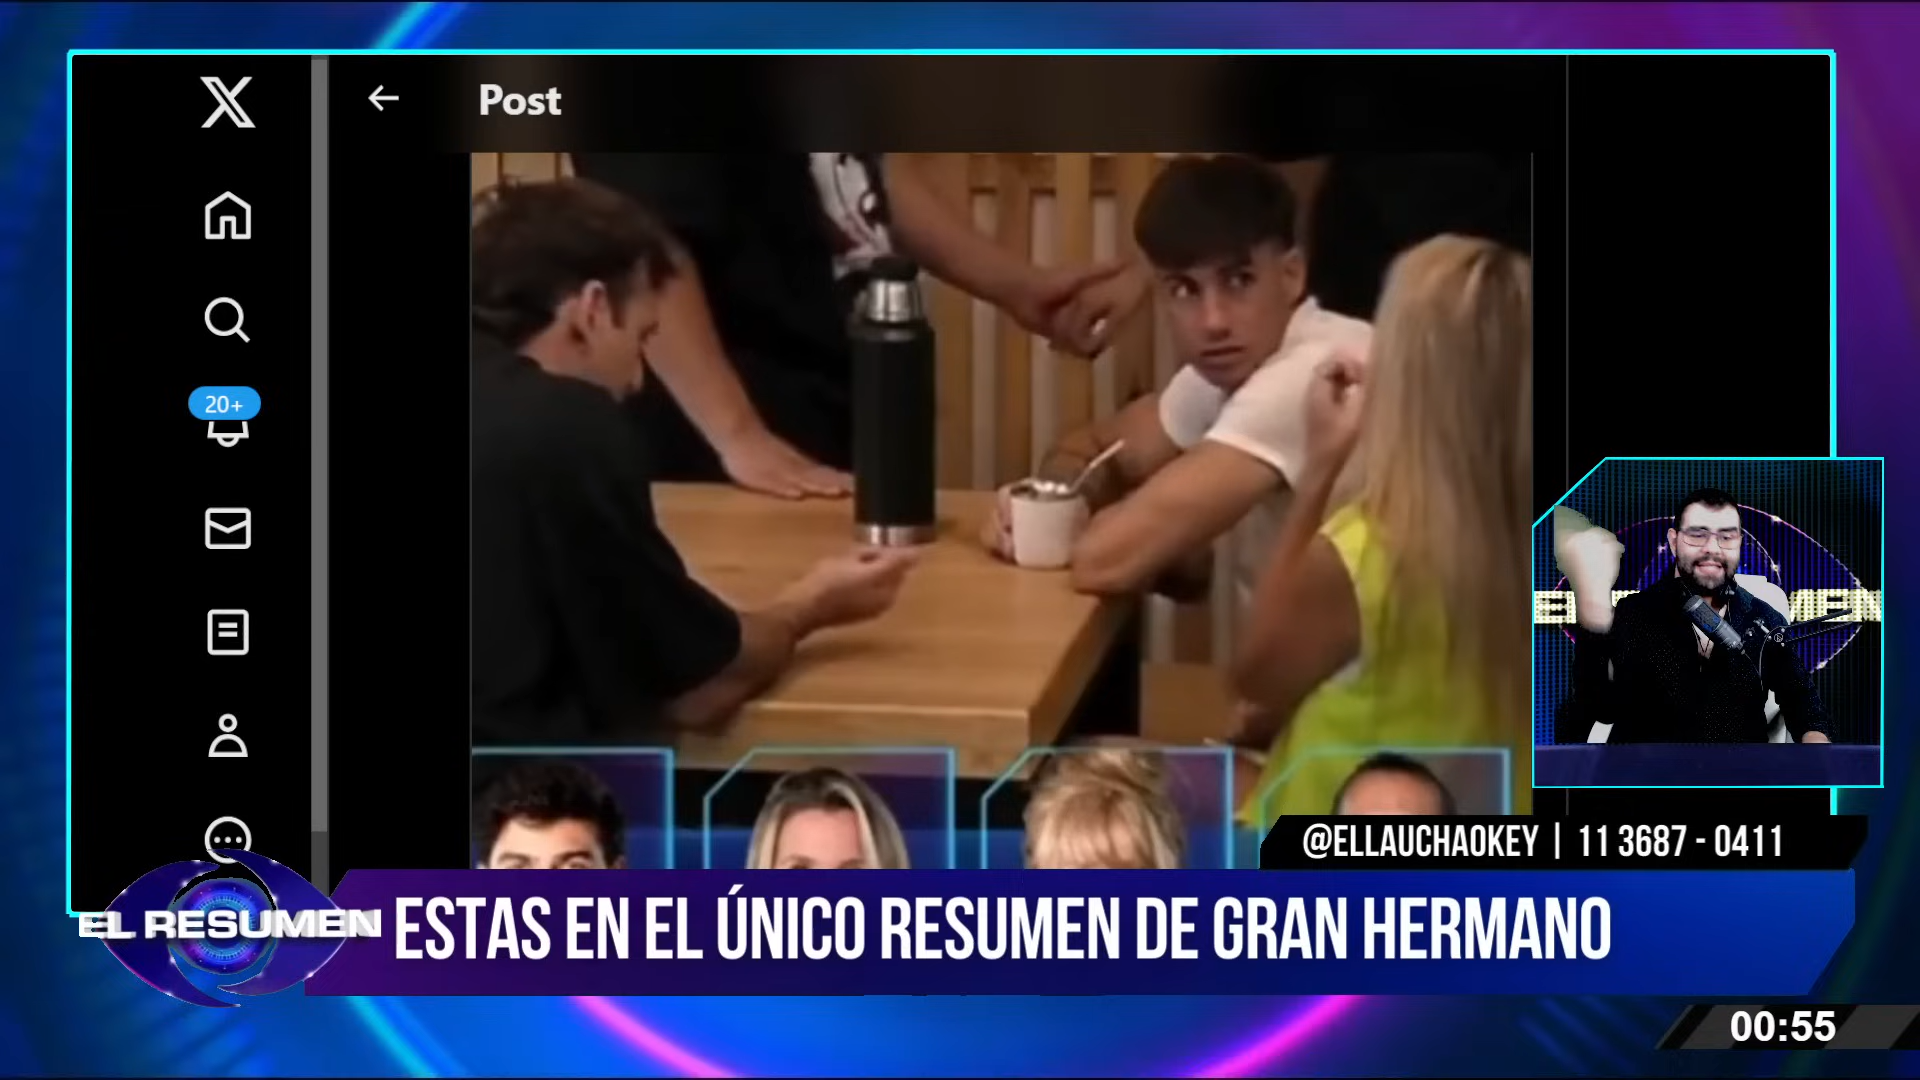 Post
20+
@ELLAUCHAOKEY | 11 3687 - 0411
EL RESUMEN
ESTAS EN EL ÚNICO RESUMEN DE GRAN HERMANO
00:55